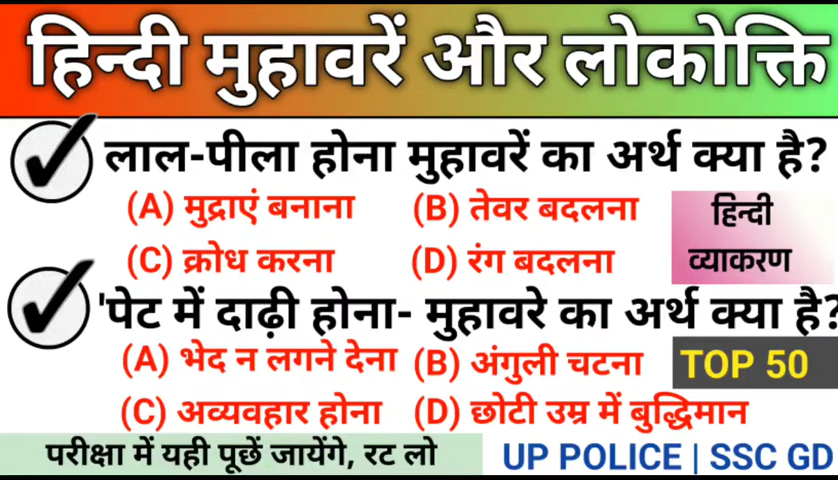 हिन्दी मुहावरें और लोकोक्ति
लाल-पीला होना मुहावरें का अर्थ क्या है?
(A) मुद्राएं बनाना (B) तेवर बदलना
(C) क्रोध करना (D) रंग बदलना
हिन्दी
व्याकरण
'पेट में दाढ़ी होना- मुहावरे का अर्थ क्या है?
(A) भेद न लगने देना (B) अंगुली चटना
(C) अव्यवहार होना (D) छोटी उम्र में बुद्धिमान
TOP 50
परीक्षा में यही पूछें जायेंगे, रट लो
UP POLICE | SSC GD